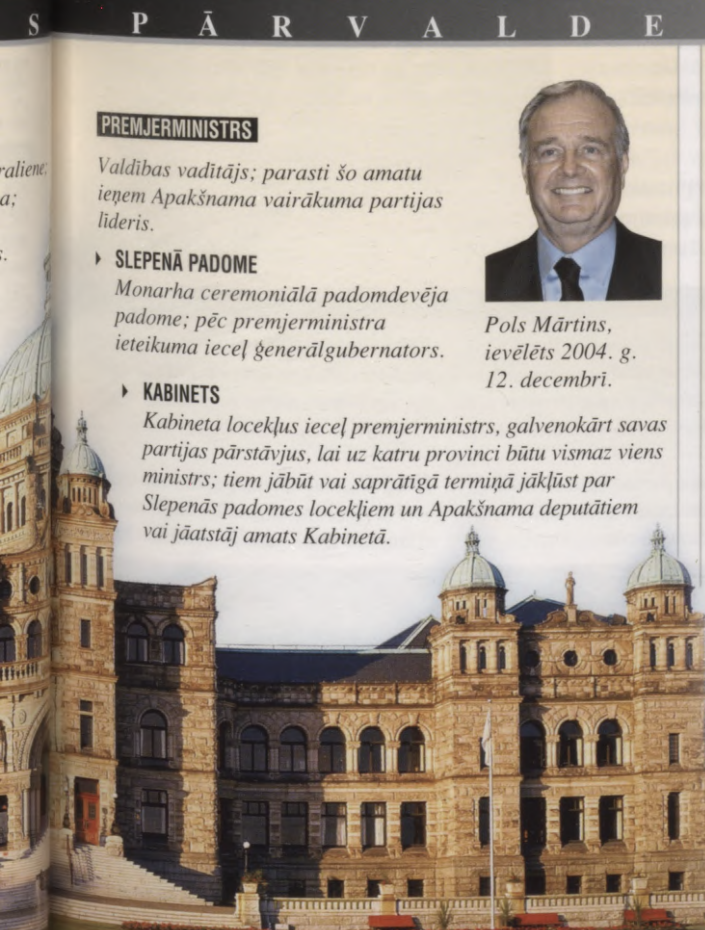 S PĀRVALDE
raliene;
a;
s.
PREMJERMINISTRS
Valdības vadītājs; parasti šo amatu
ieņem Apakšnama vairākuma partijas
līderis.
SLEPENĀ PADOME
Monarha ceremoniālā padomdevēja
padome; pēc premjerministra
ieteikuma ieceļ ģenerālgubernators.
Pols Mārtins,
ievēlēts 2004. g.
12. decembrī.
KABINETS
Kabineta locekļus ieceļ premjerministrs, galvenokārt savas
partijas pārstāvjus, lai uz katru provinci būtu vismaz viens
ministrs; tiem jābūt vai saprātīgā termiņā jākļūst par
Slepenās padomes locekļiem un Apakšnama deputātiem
vai jāatstāj amats Kabinetā.